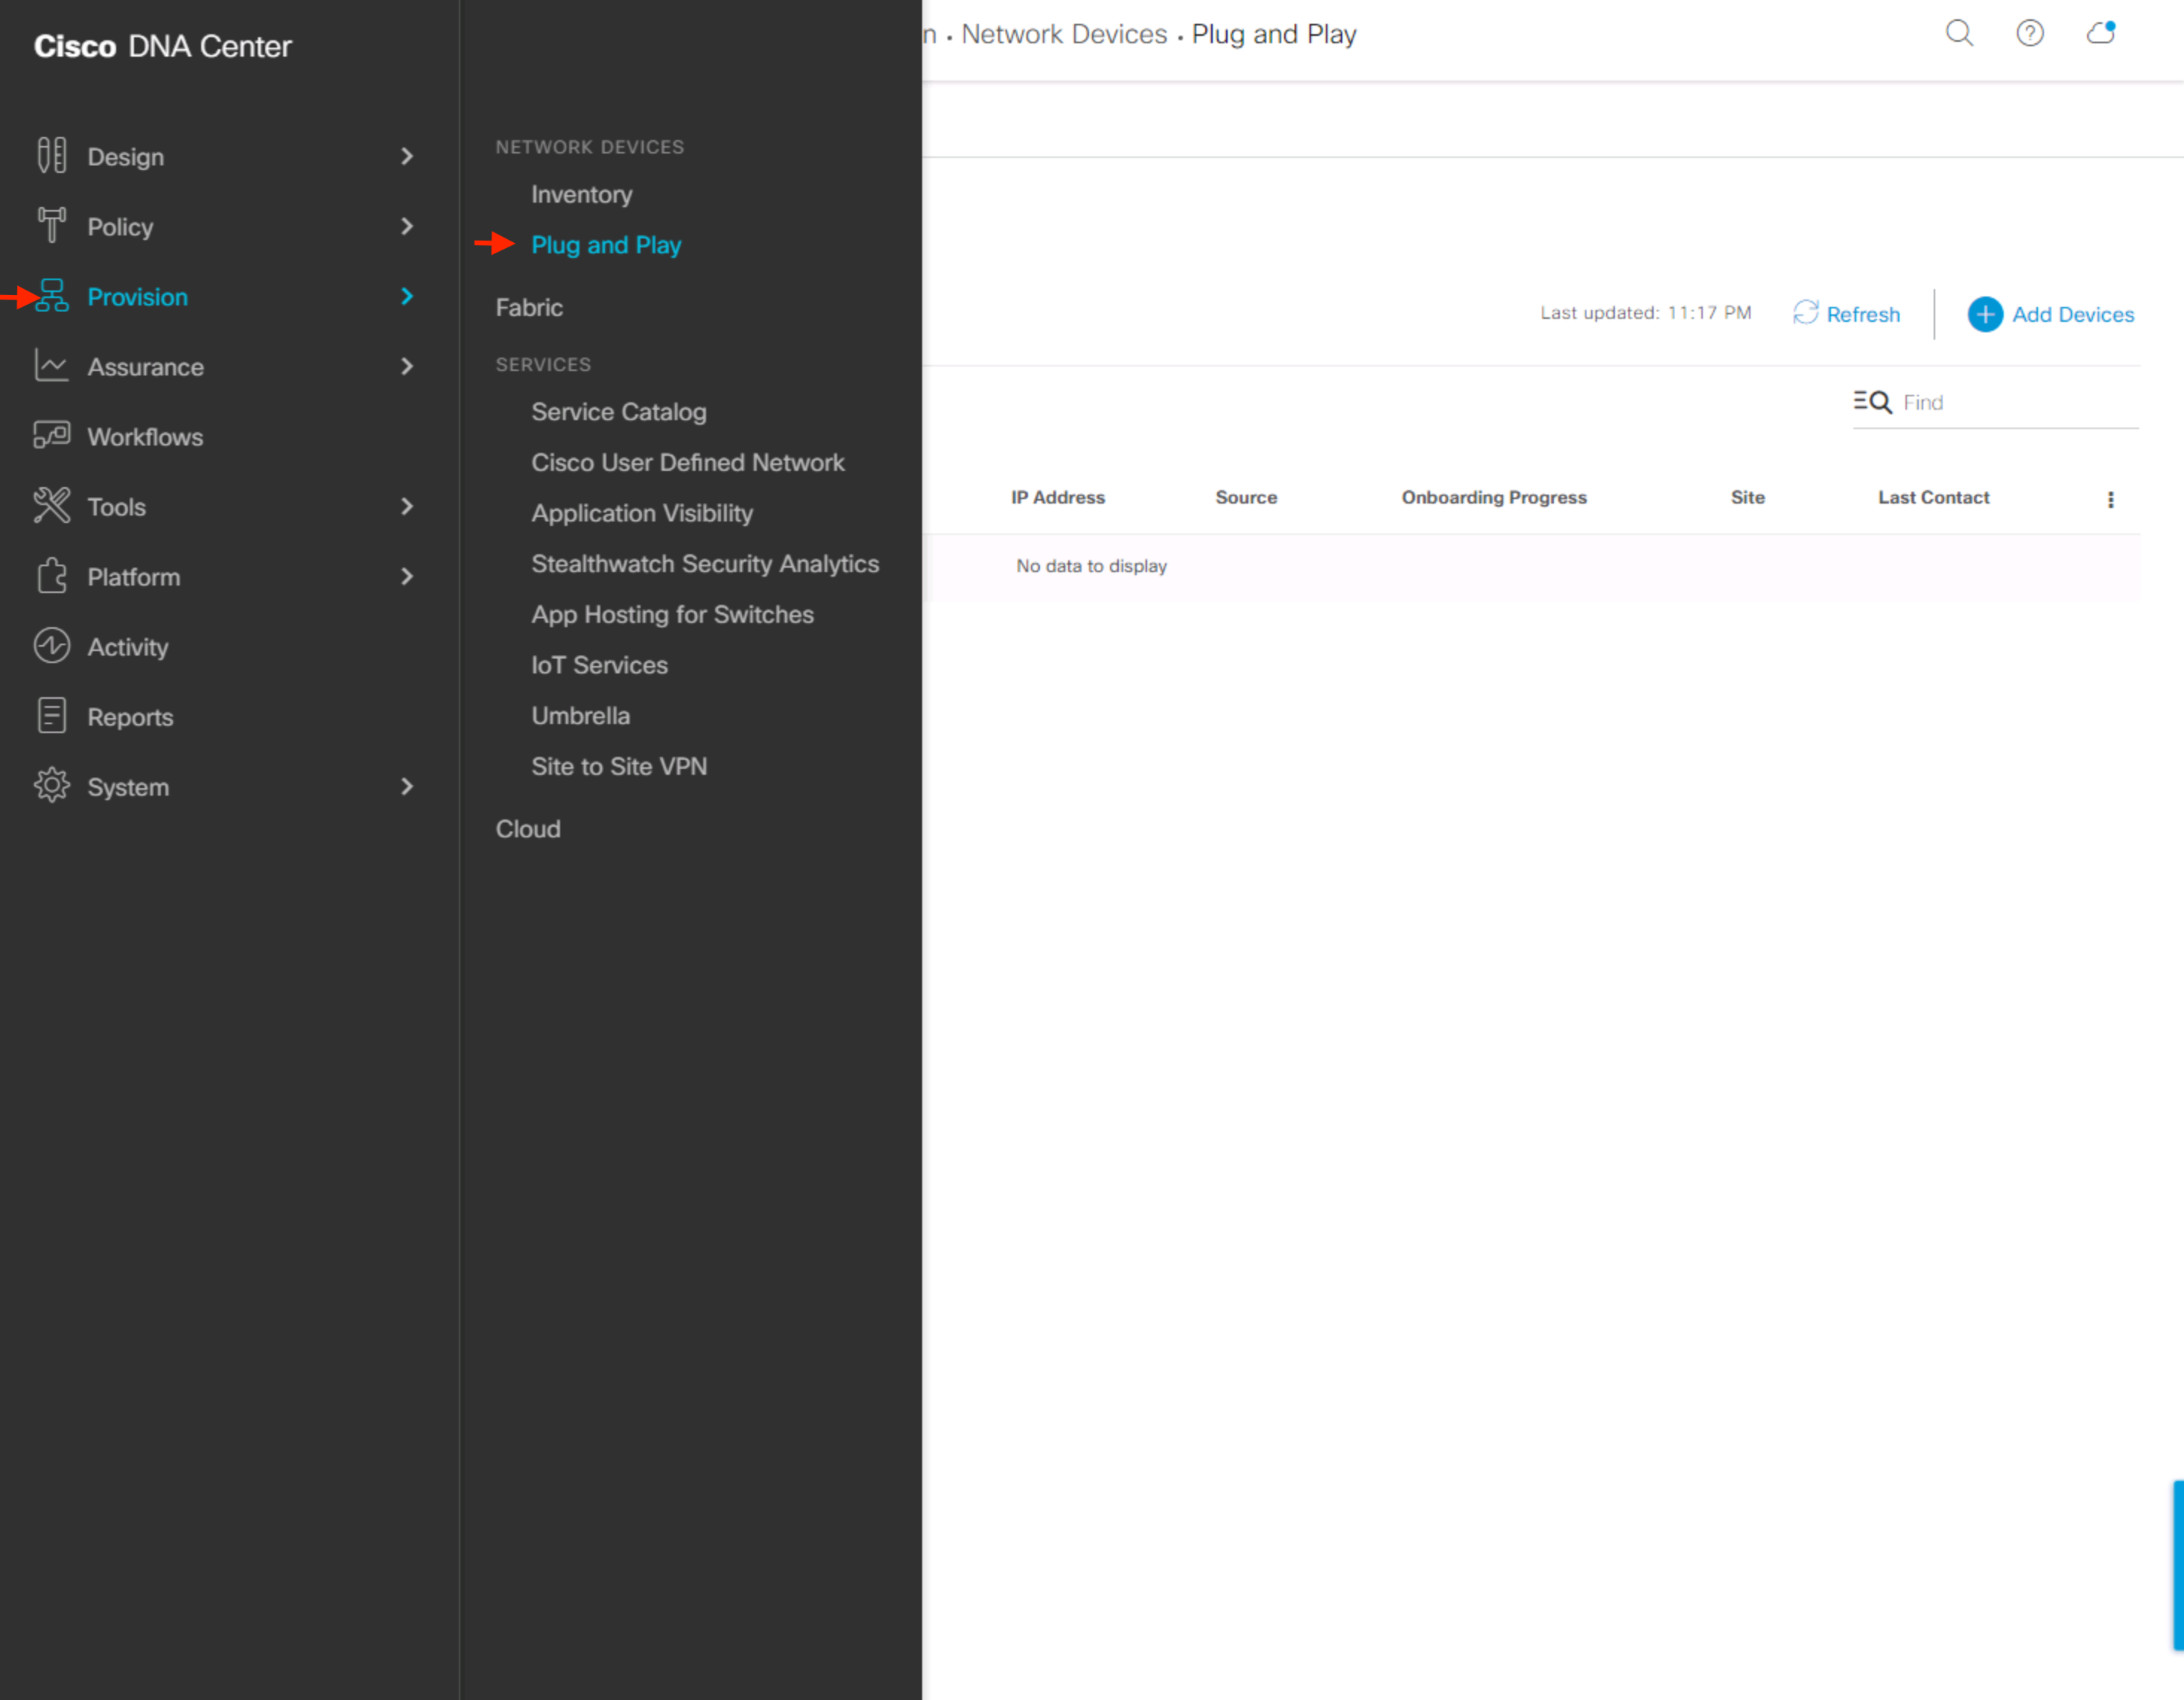 Cisco DNA Center
Design
Policy
Provision
Assurance
Workflows
Tools
Platform
Activity
Reports
System
NETWORK DEVICES
Inventory
Plug and Play
Fabric
SERVICES
Service Catalog
Cisco User Defined Network
Application Visibility
Stealthwatch Security Analytics
App Hosting for Switches
IoT Services
Umbrella
Site to Site VPN
Cloud
n • Network Devices • Plug and Play
Last updated: 11:17 PM Refresh Add Devices
Find
IP Address Source Onboarding Progress Site Last Contact
No data to display